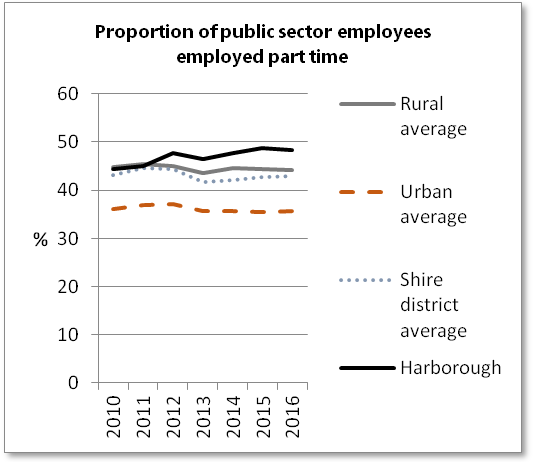 Proportion of public sector employees
employed part time
60
50
40
30
20
10
0
%
2010
2011
2012
2013
2014
2015
2016
Rural
average
Urban
average
Shire
district
average
Harborough